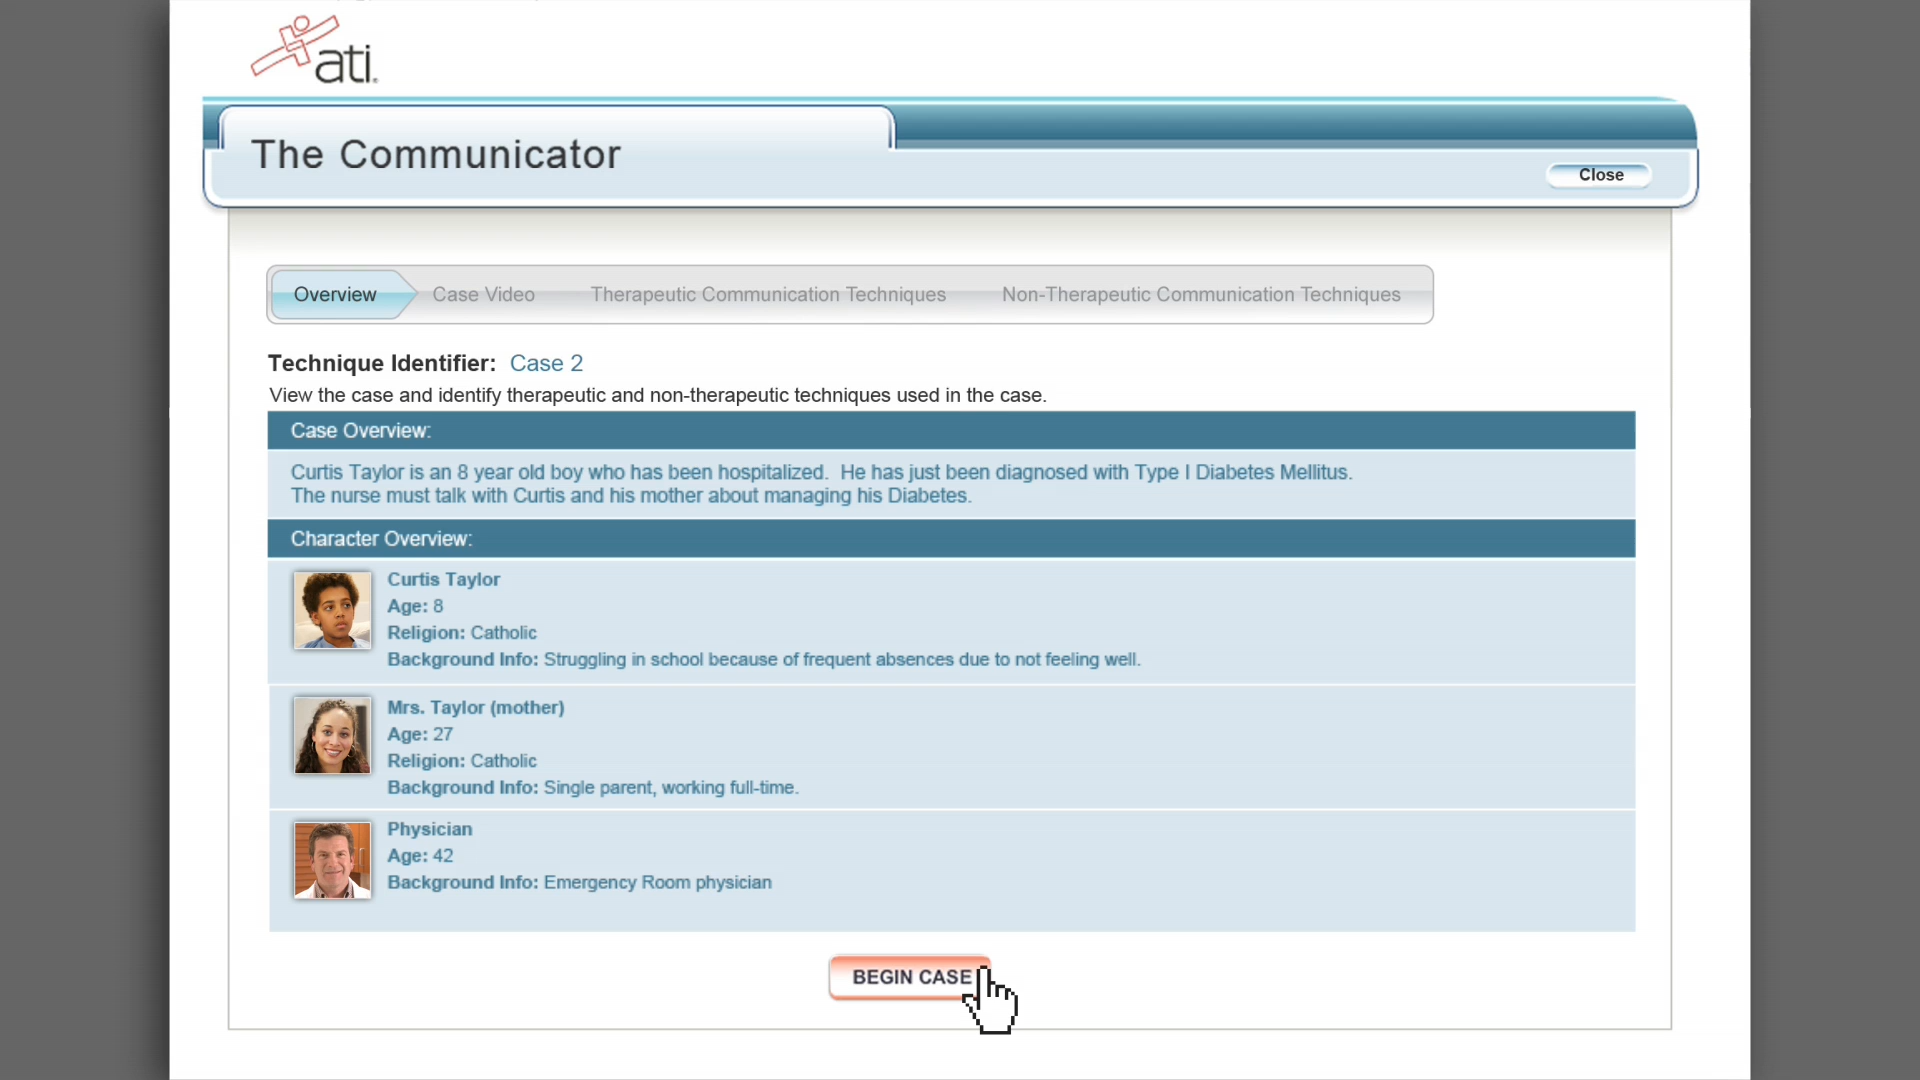 ati.
The Communicator
Close
Overview
Case Video
Therapeutic Communication Techniques
Non-Therapeutic Communication Techniques
Technique Identifier: Case 2
View the case and identify therapeutic and non-therapeutic techniques used in the case.
Case Overview:
Curtis Taylor is an 8 year old boy who has been hospitalized. He has just been diagnosed with Type I Diabetes Mellitus.
The nurse must talk with Curtis and his mother about managing his Diabetes.
Character Overview:
Curtis Taylor
Age: 8
Religion: Catholic
Background Info: Struggling in school because of frequent absences due to not feeling well.
Mrs. Taylor (mother)
Age: 27
Religion: Catholic
Background Info: Single parent, working full-time.
Physician
Age: 42
Background Info: Emergency Room physician
BEGIN CASE